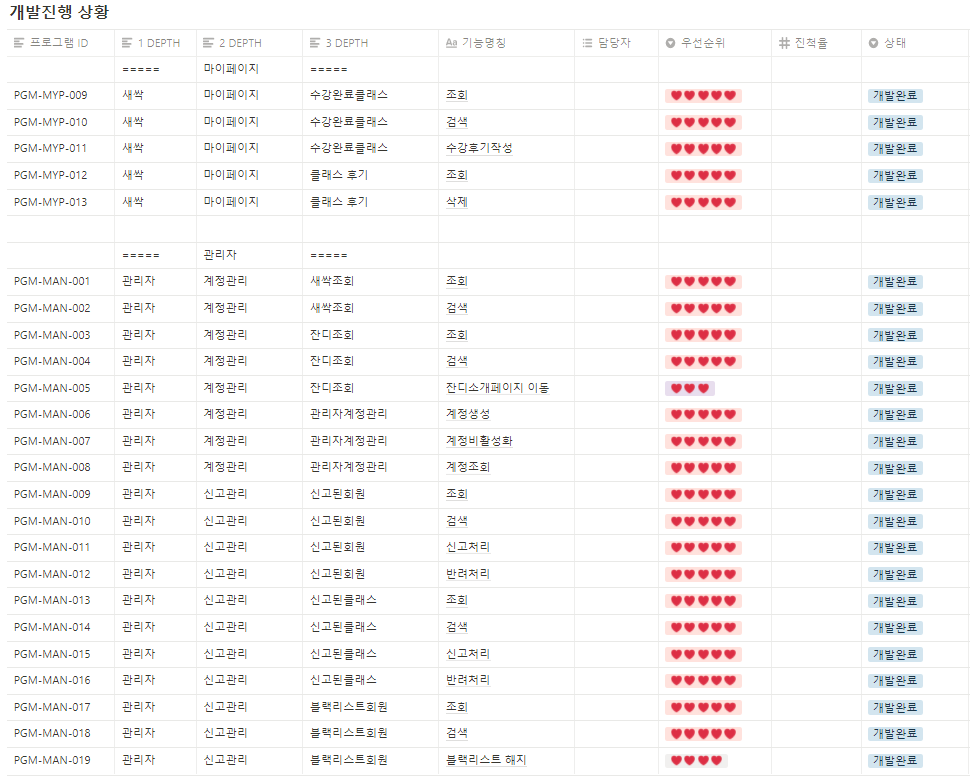 개발진행 상황
프로그램 ID 1 DEPTH 2 DEPTH 3 DEPTH Aa 기능명칭 담당자 우선순위 진척율 상태
===== 마이페이지 =====
PGM-MYP-009 새싹 마이페이지 수강완료클래스 조회 개발완료
PGM-MYP-010 새싹 마이페이지 수강완료클래스 검색 개발완료
PGM-MYP-011 새싹 마이페이지 수강완료클래스 수강후기작성 개발완료
PGM-MYP-012 새싹 마이페이지 클래스 후기 조회 개발완료
PGM-MYP-013 새싹 마이페이지 클래스 후기 삭제 개발완료
===== 관리자 =====
PGM-MAN-001 관리자 계정관리 새싹조회 조회 개발완료
PGM-MAN-002 관리자 계정관리 새싹조회 검색 개발완료
PGM-MAN-003 관리자 계정관리 잔디조회 조회 개발완료
PGM-MAN-004 관리자 계정관리 잔디조회 검색 개발완료
PGM-MAN-005 관리자 계정관리 잔디조회 잔디소개페이지 이동 개발완료
PGM-MAN-006 관리자 계정관리 관리자계정관리 계정생성 개발완료
PGM-MAN-007 관리자 계정관리 관리자계정관리 계정비활성화 개발완료
PGM-MAN-008 관리자 계정관리 관리자계정관리 계정조회 개발완료
PGM-MAN-009 관리자 신고관리 신고된회원 조회 개발완료
PGM-MAN-010 관리자 신고관리 신고된회원 검색 개발완료
PGM-MAN-011 관리자 신고관리 신고된회원 신고처리 개발완료
PGM-MAN-012 관리자 신고관리 신고된회원 반려처리 개발완료
PGM-MAN-013 관리자 신고관리 신고된클래스 조회 개발완료
PGM-MAN-014 관리자 신고관리 신고된클래스 검색 개발완료
PGM-MAN-015 관리자 신고관리 신고된클래스 신고처리 개발완료
PGM-MAN-016 관리자 신고관리 신고된클래스 반려처리 개발완료
PGM-MAN-017 관리자 신고관리 블랙리스트회원 조회 개발완료
PGM-MAN-018 관리자 신고관리 블랙리스트회원 검색 개발완료
PGM-MAN-019 관리자 신고관리 블랙리스트회원 블랙리스트 해지 개발완료